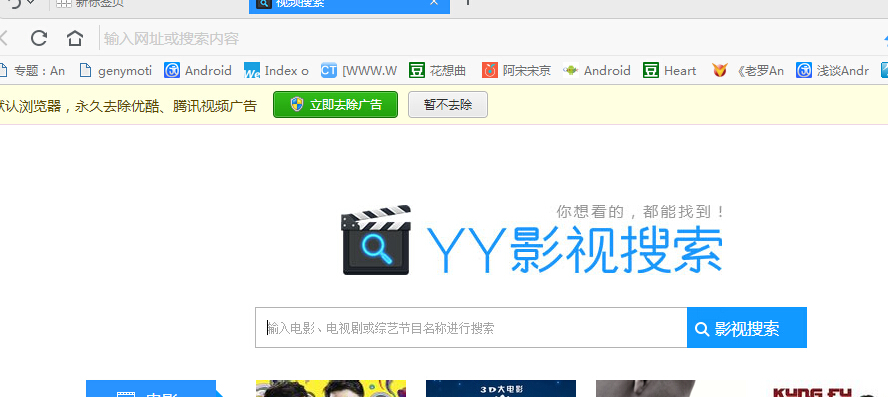 新标签页
视频搜索
输入网址或搜索内容
专题：An
genymoti
Android
Index o
[WWW.W
花想曲
阿宋宋京
Android
Heart
《老罗An
浅谈Andr
默认浏览器，永久去除优酷、腾讯视频广告
立即去除广告
暂不去除
你想看的，都能找到！
YY影视搜索
输入电影、电视剧或综艺节目名称进行搜索
影视搜索
电影
3D大电影
KUNG FU